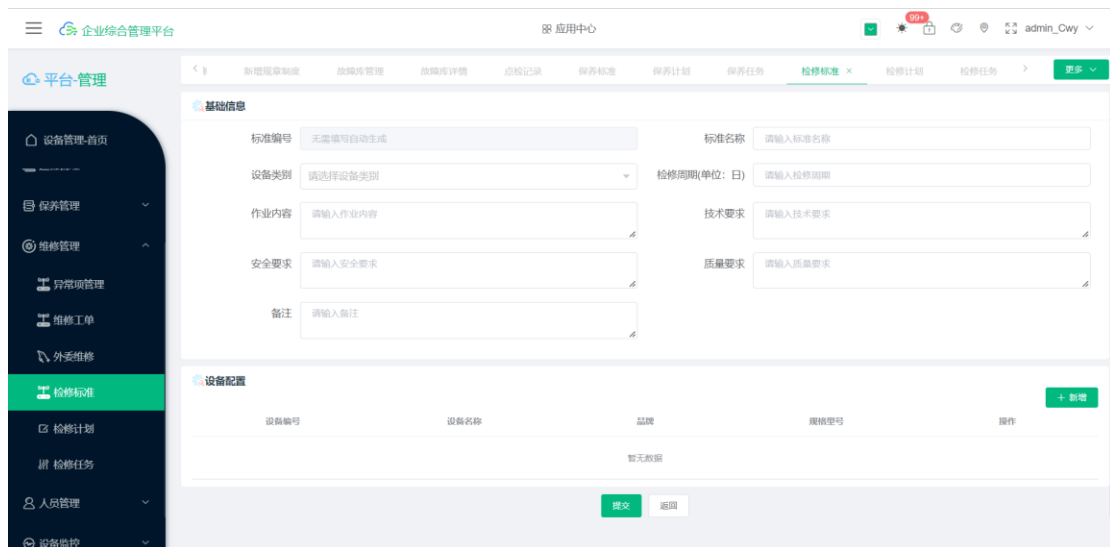 企业综合管理平台
应用中心
99+
admin_Cwy
平台-管理
新增规章制度 故障库管理 故障库详情 点检记录 保养标准 保养计划 保养任务 检修标准 × 检修计划 检修任务
更多
基础信息
设备管理-首页
标准编号 无需填写自动生成 标准名称 请输入标准名称
设备类别 请选择设备类别 检修周期(单位：日) 请输入检修周期
保养管理
作业内容 请输入作业内容 技术要求 请输入技术要求
维修管理
安全要求 请输入安全要求 质量要求 请输入质量要求
异常项管理
备注 请输入备注
维修工单
外委维修
设备配置
检修标准
+ 新增
设备编号 设备名称 品牌 规格型号 操作
检修计划
暂无数据
检修任务
人员管理
提交 返回
设备监控